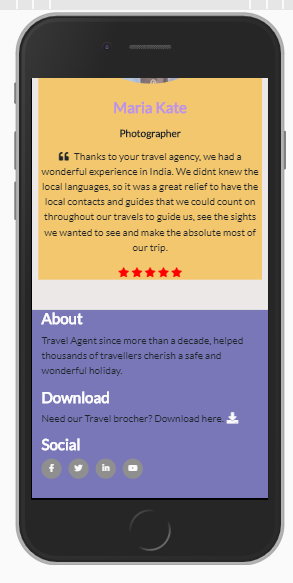 Maria Kate
Photographer
Thanks to your travel agency, we had a
wonderful experience in India. We didnt knew the
local languages, so it was a great relief to have the
local contacts and guides that we could count on
throughout our travels to guide us, see the sights
we wanted to see and make the absolute most of
our trip.
About
Travel Agent since more than a decade, helped
thousands of travellers cherish a safe and
wonderful holiday.
Download
Need our Travel brocher? Download here.
Social